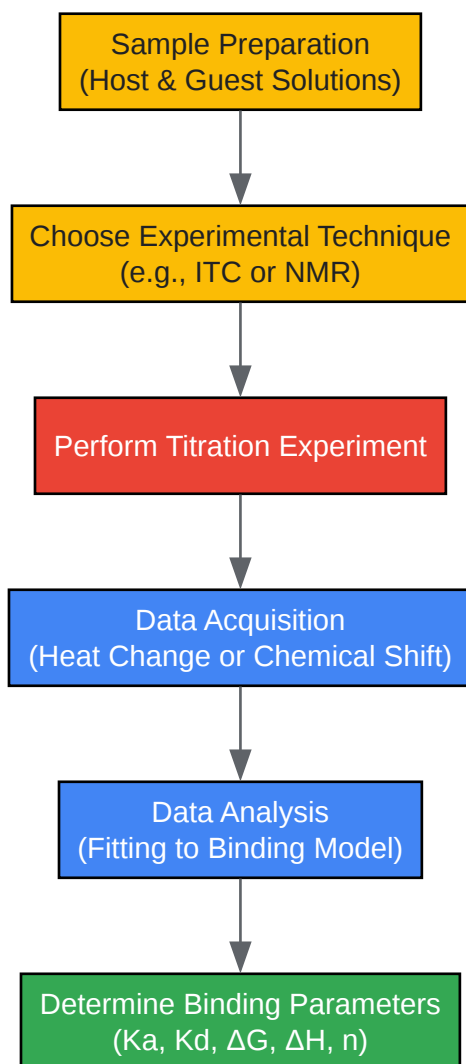 Sample Preparation
(Host & Guest Solutions)
Choose Experimental Technique
(e.g., ITC or NMR)
Perform Titration Experiment
Data Acquisition
(Heat Change or Chemical Shift)
Data Analysis
(Fitting to Binding Model)
Determine Binding Parameters
(Ka, Kd, ΔG, ΔH, n)